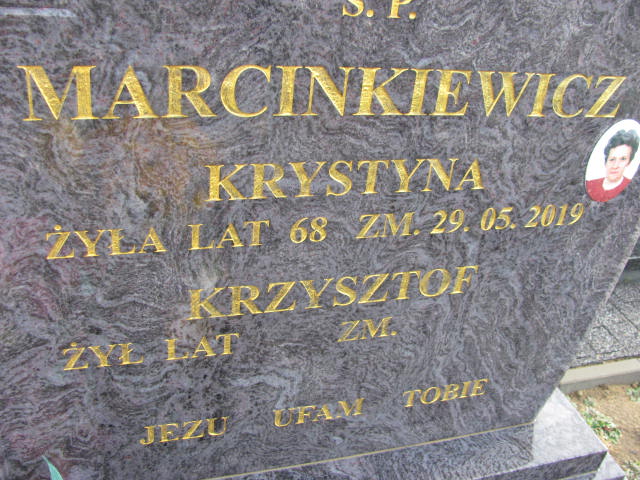 S. P.
MARCINKIEWICZ
KRYSTYNA
ŻYŁA LAT 68 ZM. 29. 05. 2019
KRZYSZTOF
ŻYŁ LAT ZM.
JEZU UFAM TOBIE